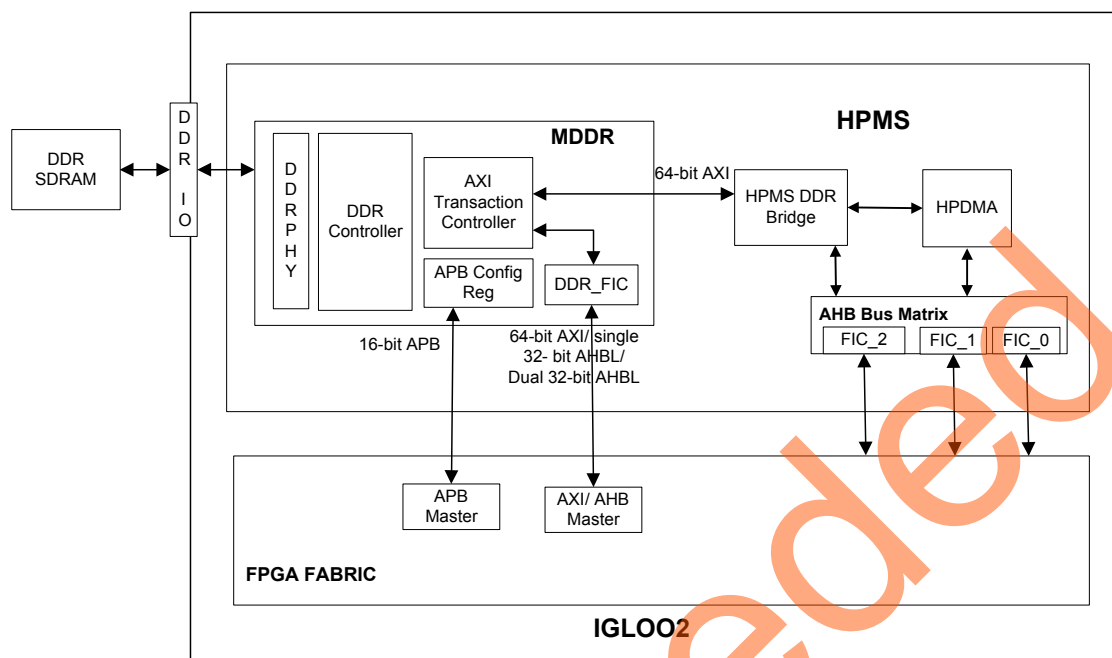 HPMS
MDDR
DDR
SDRAM
D
D
R
IO
D
D
R
P
H
Y
DDR
Controller
AXI
Transaction
Controller
64-bit AXI
HPMS DDR
Bridge
HPDMA
APB Config
Reg
DDR_FIC
AHB Bus Matrix
FIC_2
FIC_1
FIC_0
16-bit APB
64-bit AXI/ single
32- bit AHBL/
Dual 32-bit AHBL
APB
Master
AXI/ AHB
Master
FPGA FABRIC
IGLOO2
eded